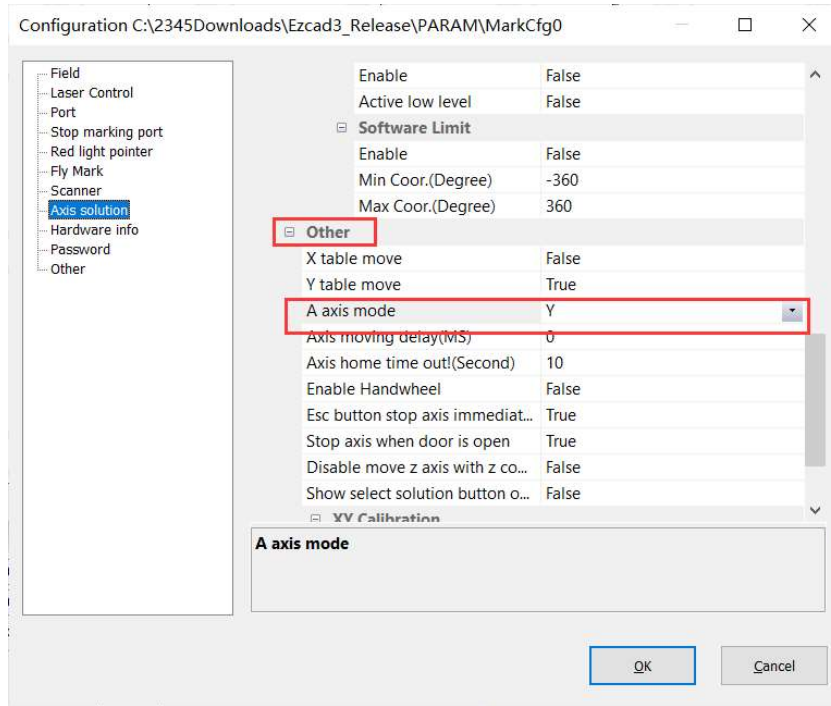 Configuration C:\2345Downloads\Ezcad3_Release\PARAM\MarkCfg0
Field
Laser Control
Port
Stop marking port
Red light pointer
Fly Mark
Scanner
Axis solution
Hardware info
Password
Other
Enable False
Active low level False
Software Limit
Enable False
Min Coor.(Degree) -360
Max Coor.(Degree) 360
Other
X table move False
Y table move True
A axis mode Y
Axis moving delay(MS) 0
Axis home time out!(Second) 10
Enable Handwheel False
Esc button stop axis immediat... True
Stop axis when door is open True
Disable move z axis with z co... False
Show select solution button o... False
XY Calibration
A axis mode
OK Cancel